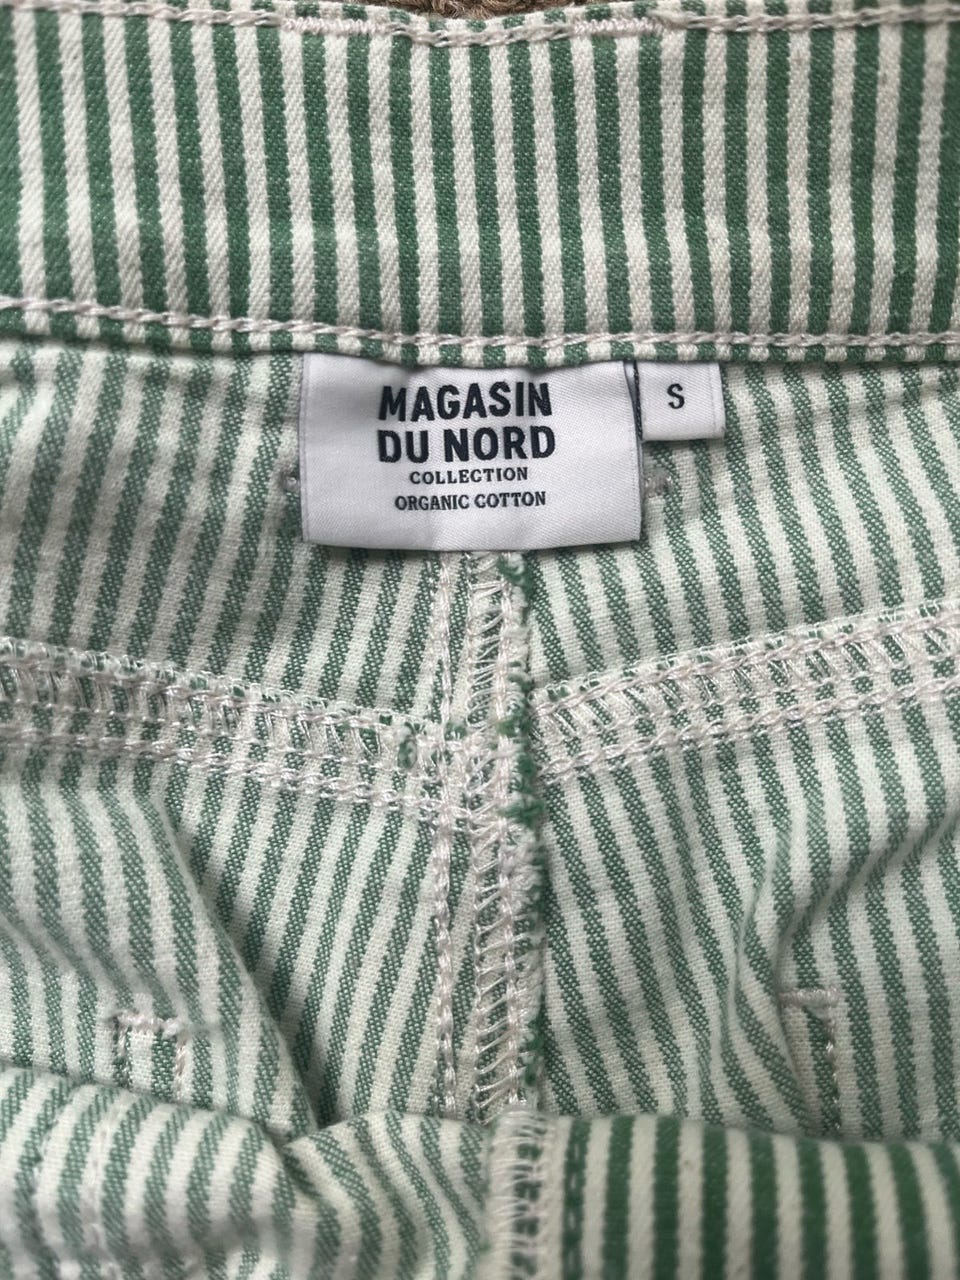 MAGASIN
DU NORD
COLLECTION
ORGANIC COTTON
S